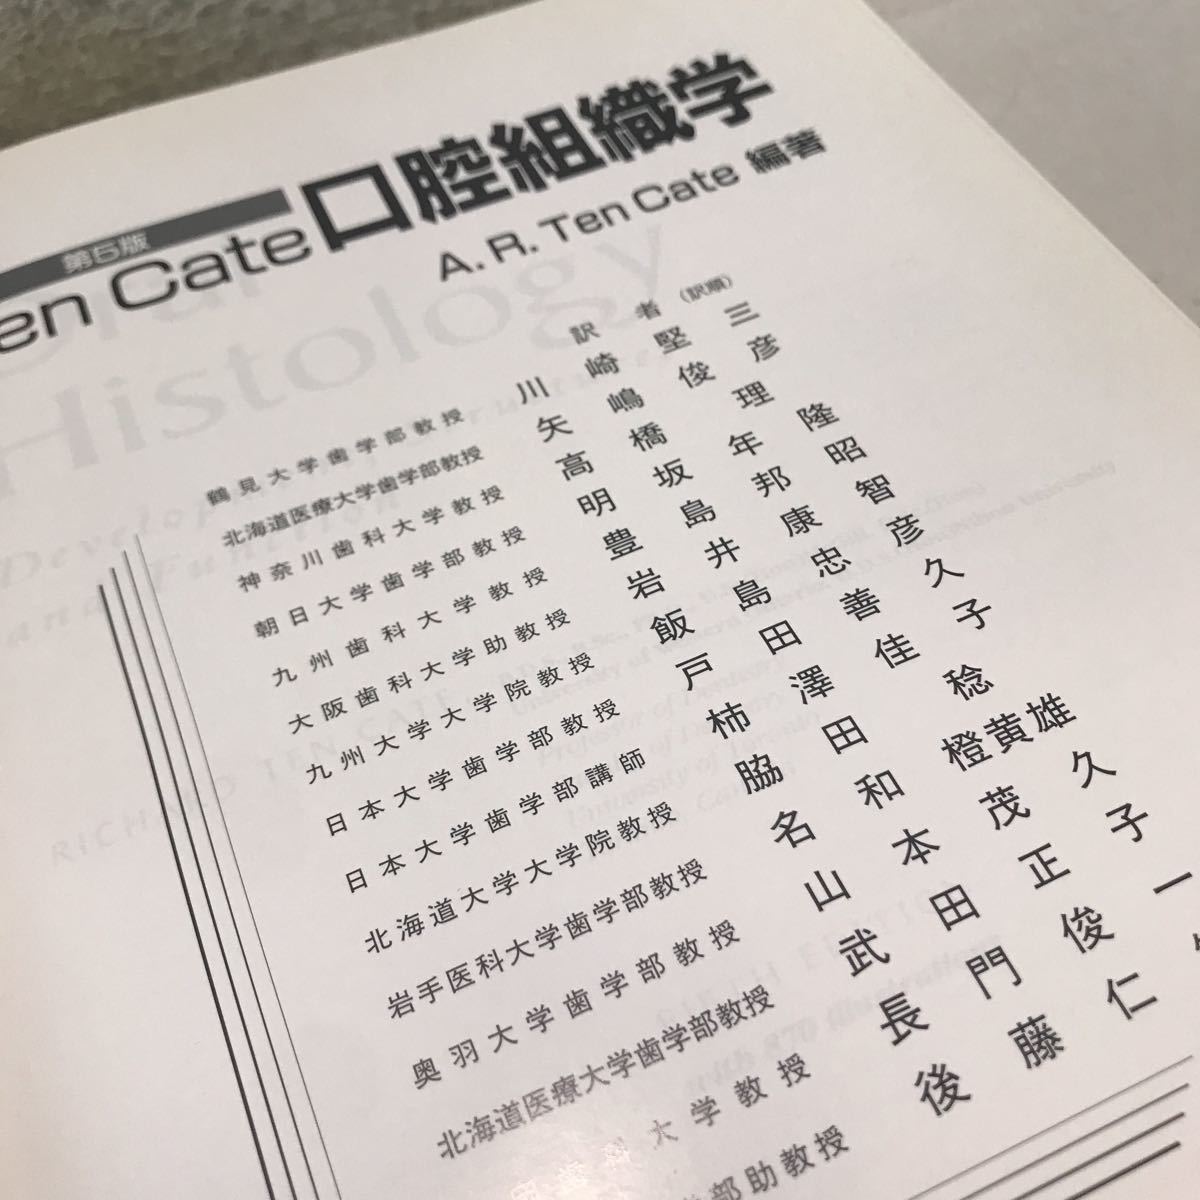 第5版
en Cate 口腔組織学
A. R. Ten Cate 編著
訳者(訳順)
鶴見大学歯学部教授 川崎堅三
北海道医療大学歯学部教授 矢嶋俊彦
神奈川歯科大学教授 高橋理
朝日大学歯学部教授 明坂年隆
九州歯科大学教授 豊島邦昭
大阪歯科大学助教授 岩井康智
九州大学大学院教授 飯島忠彦
日本大学歯学部教授 戸田善久
日本大学歯学部講師 柿澤佳子
北海道大学大学院教授 脇田稔
岩手医科大学歯学部教授 名和橙黄雄
奥羽大学歯学部教授 山本茂久
北海道医療大学歯学部教授 武田正子
大学教授 長門俊一
学部助教授 後藤仁
Histology
and Function
RICHARD TEN CATE